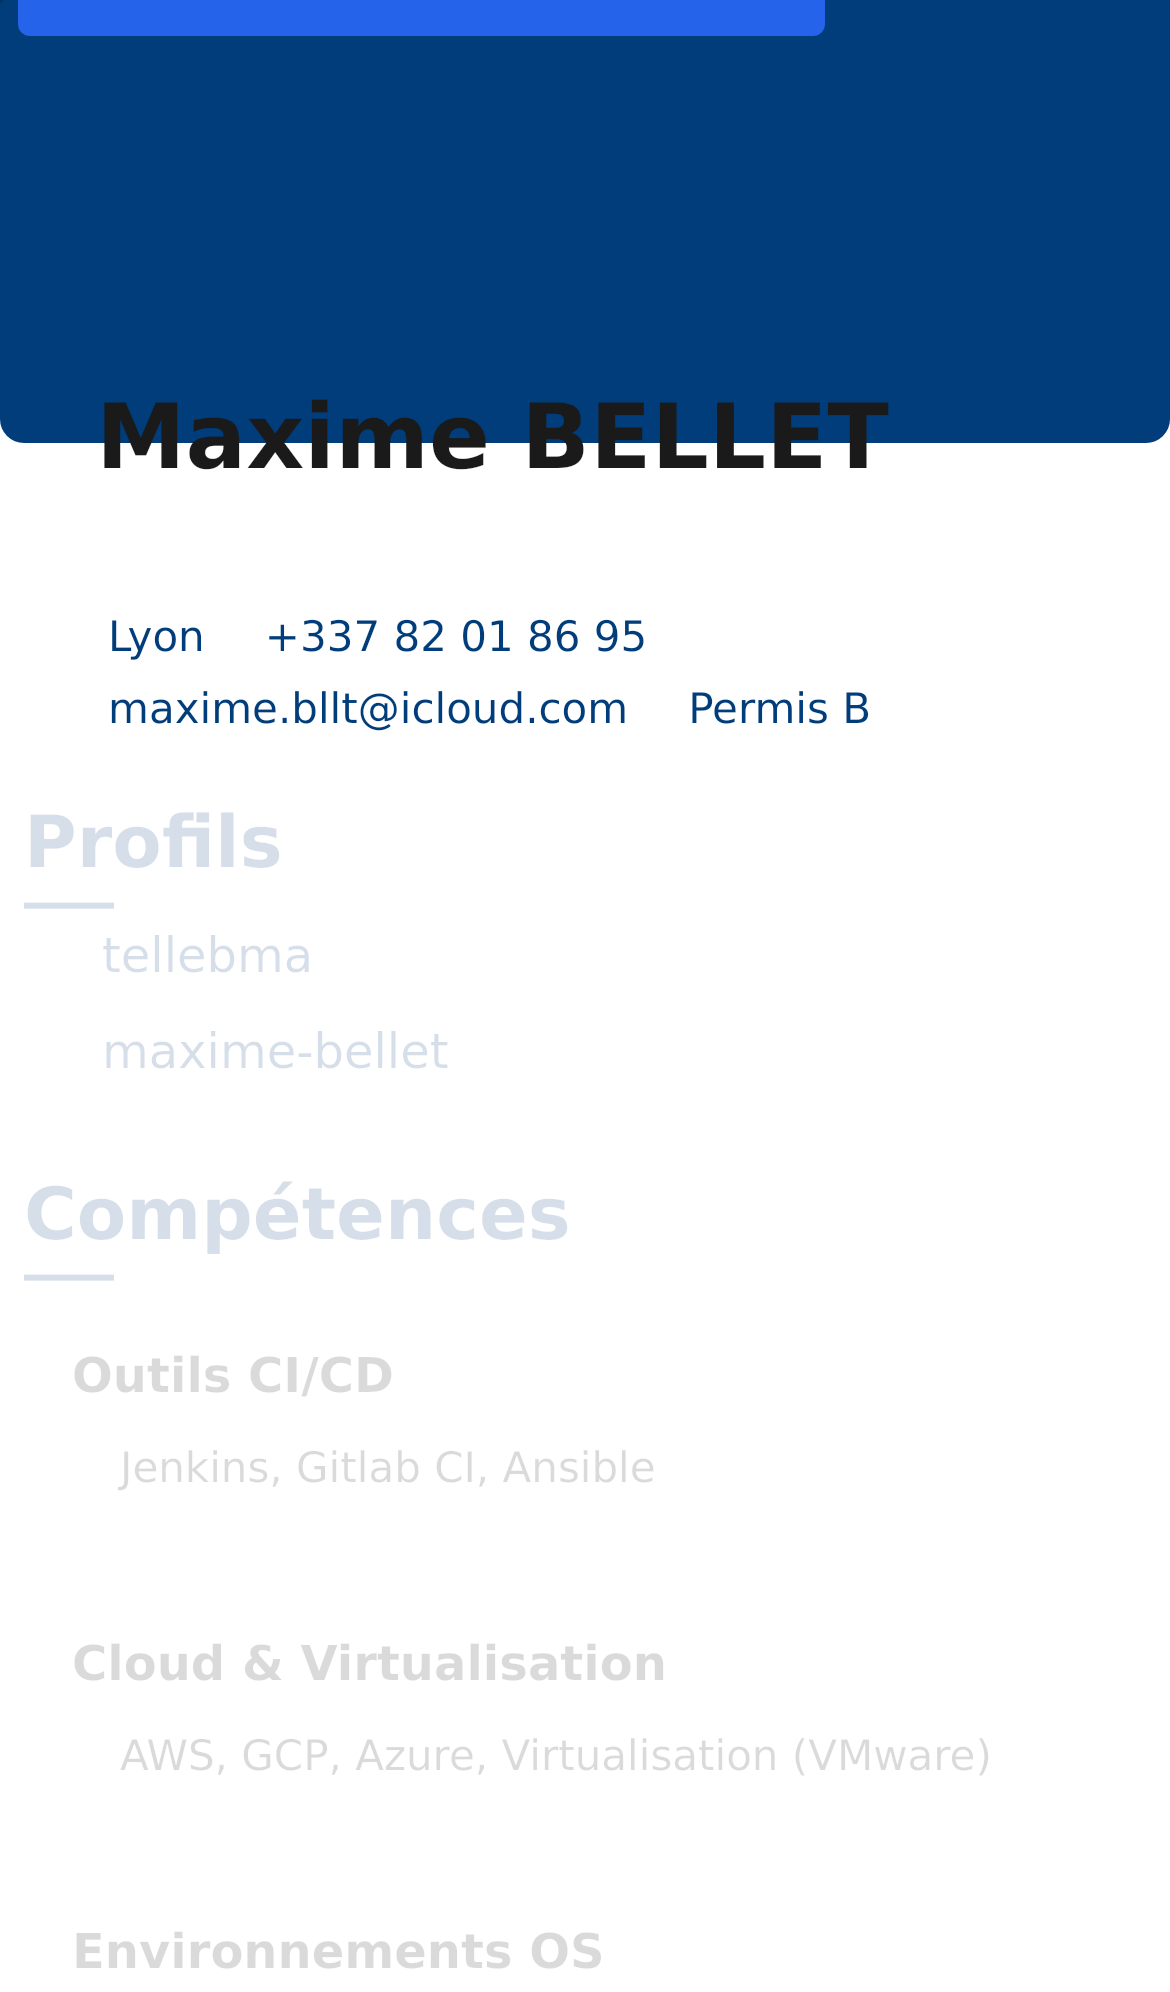 Maxime BELLET
Lyon +337 82 01 86 95
maxime.bllt@icloud.com Permis B
Profils
tellebma
maxime-bellet
Compétences
Outils CI/CD
Jenkins, Gitlab CI, Ansible
Cloud & Virtualisation
AWS, GCP, Azure, Virtualisation (VMware)
Environnements OS